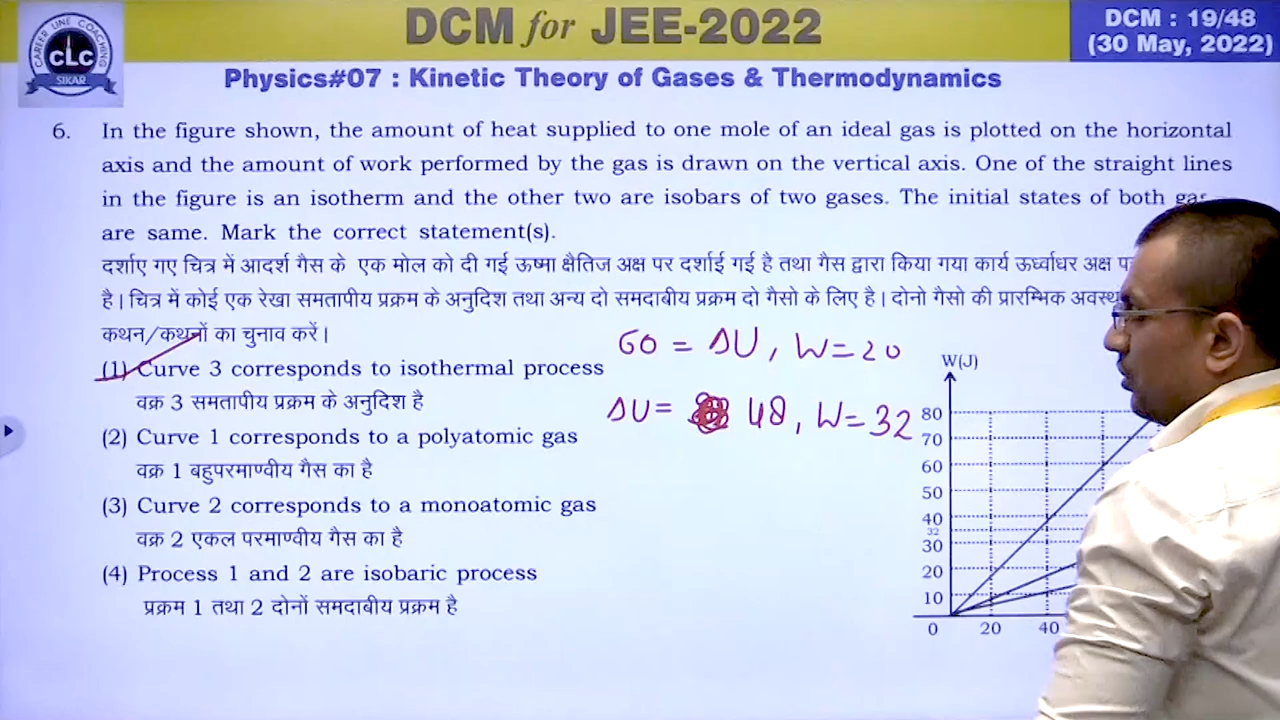 DCM for JEE-2022
DCM : 19/48
(30 May, 2022)
CAREER LINE COACHING
CLC
SIKAR
Physics#07 : Kinetic Theory of Gases & Thermodynamics
6. In the figure shown, the amount of heat supplied to one mole of an ideal gas is plotted on the horizontal
axis and the amount of work performed by the gas is drawn on the vertical axis. One of the straight lines
in the figure is an isotherm and the other two are isobars of two gases. The initial states of both
are same. Mark the correct statement(s).
दर्शाए गए चित्र में आदर्श गैस के एक मोल को दी गई ऊष्मा क्षैतिज अक्ष पर दर्शाई गई है तथा गैस द्वारा किया गया कार्य ऊर्ध्वाधर अक्ष
है। चित्र में कोई एक रेखा समतापीय प्रक्रम के अनुदिश तथा अन्य दो समदाबीय प्रक्रम दो गैसो के लिए है। दोनो गैसो की प्रारम्भिक
कथन/कथनों का चुनाव करें।
60 = ΔU, W=20
(1) Curve 3 corresponds to isothermal process
वक्र 3 समतापीय प्रक्रम के अनुदिश है
ΔU= 48, W=32
(2) Curve 1 corresponds to a polyatomic gas
वक्र 1 बहुपरमाण्वीय गैस का है
(3) Curve 2 corresponds to a monoatomic gas
वक्र 2 एकल परमाण्वीय गैस का है
(4) Process 1 and 2 are isobaric process
प्रक्रम 1 तथा 2 दोनों समदाबीय प्रक्रम है
W(J)
80
70
60
50
40
32
30
20
10
0 20 40